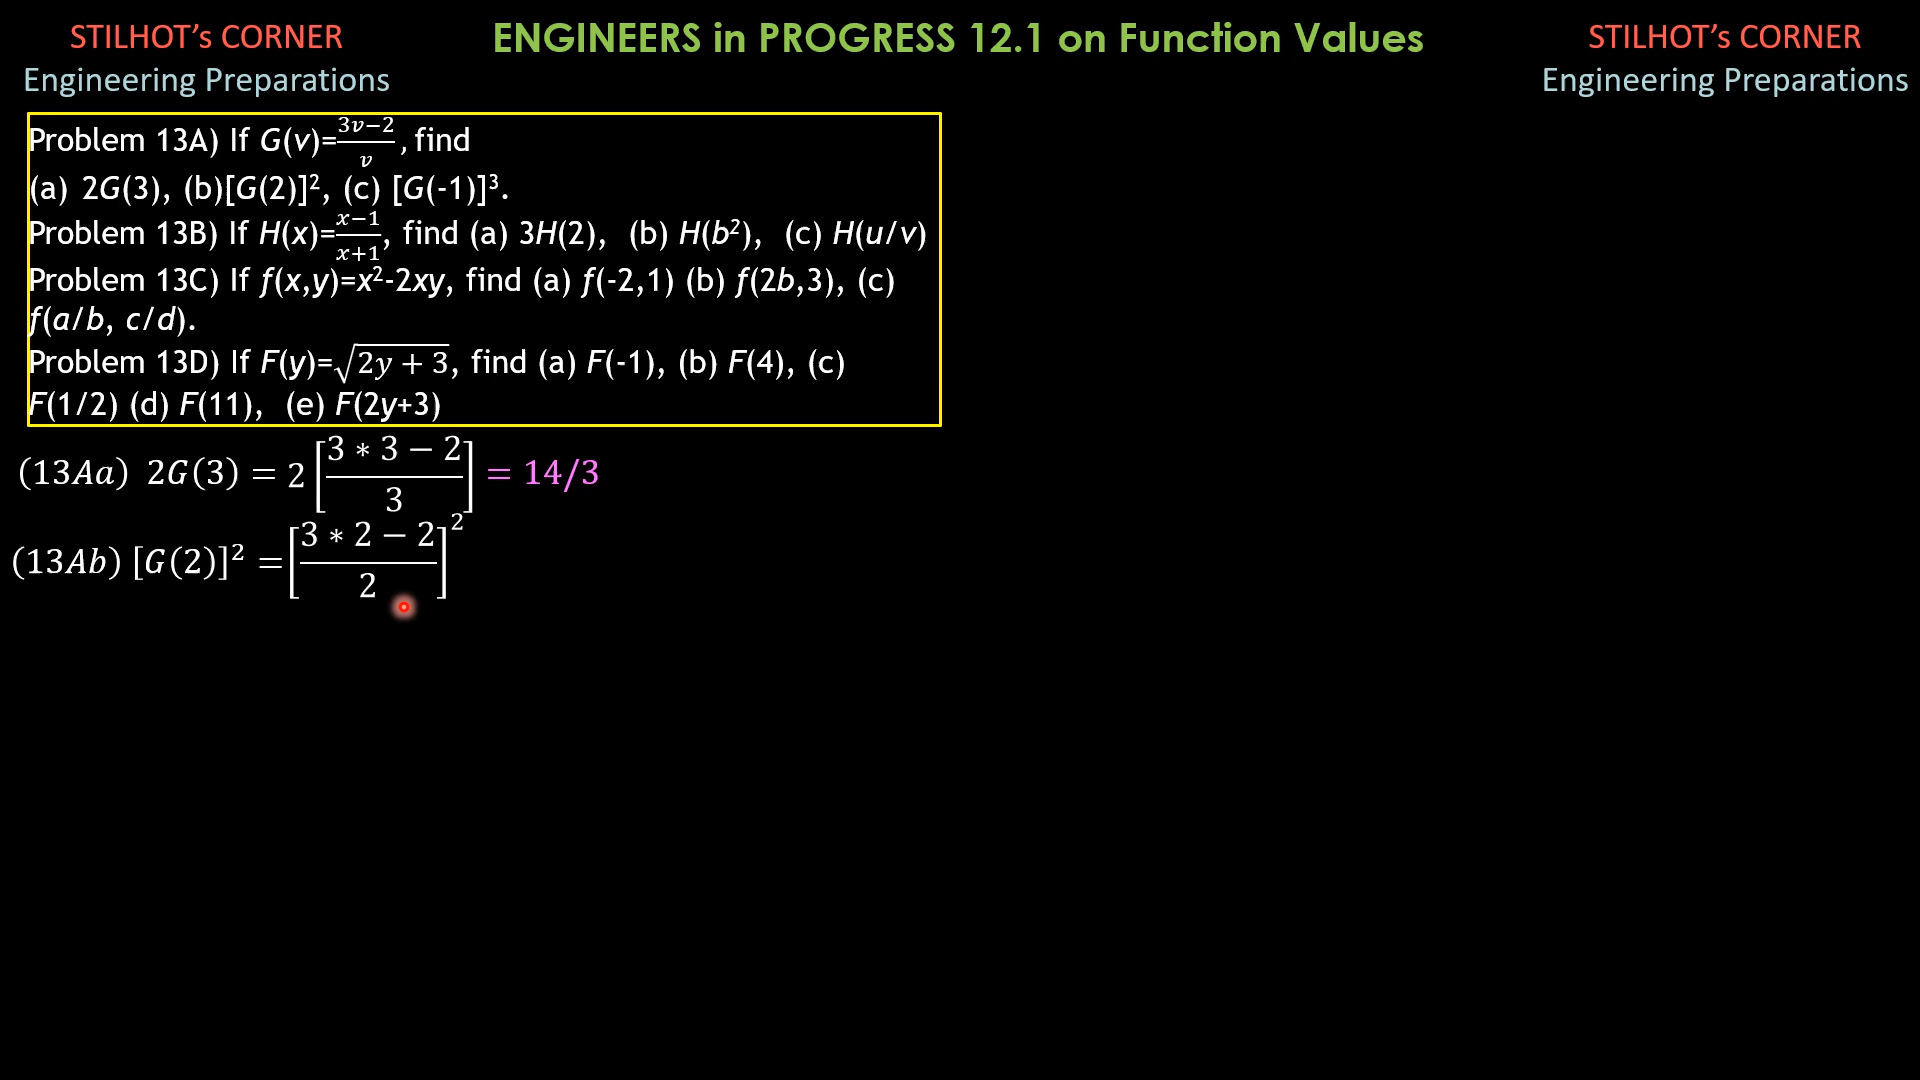 STILHOT’s CORNER
Engineering Preparations
ENGINEERS in PROGRESS 12.1 on Function Values
STILHOT’s CORNER
Engineering Preparations
Problem 13A) If G(v)=\frac{3v−2}{v}, find
(a) 2G(3), (b)[G(2)]², (c) [G(-1)]³.
Problem 13B) If H(x)=\frac{x−1}{x+1}, find (a) 3H(2), (b) H(b²), (c) H(u/v)
Problem 13C) If f(x,y)=x²-2xy, find (a) f(-2,1) (b) f(2b,3), (c)
f(a/b, c/d).
Problem 13D) If F(y)=√(2y + 3), find (a) F(-1), (b) F(4), (c)
F(1/2) (d) F(11), (e) F(2y+3)
(13Aa) 2G(3) = 2 [\frac{3 ∗ 3 − 2}{3}] = 14/3
(13Ab) [G(2)]² = [\frac{3 ∗ 2 − 2}{2}]²